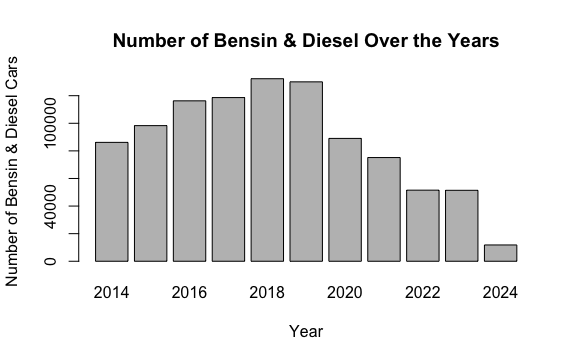 Number of Bensin & Diesel Over the Years
Number of Bensin & Diesel Cars
100000
40000
0
2014 2016 2018 2020 2022 2024
Year